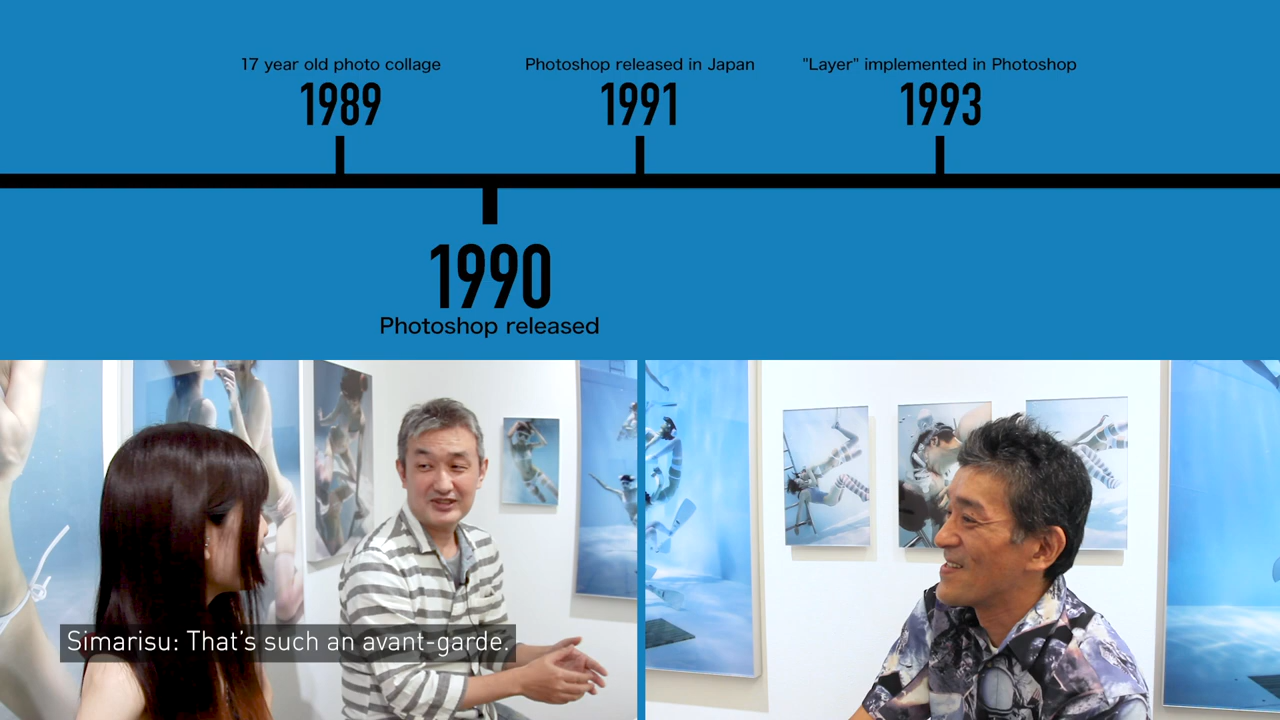 17 year old photo collage
1989
Photoshop released in Japan
1991
"Layer" implemented in Photoshop
1993
1990
Photoshop released
Simarisu: That's such an avant-garde.